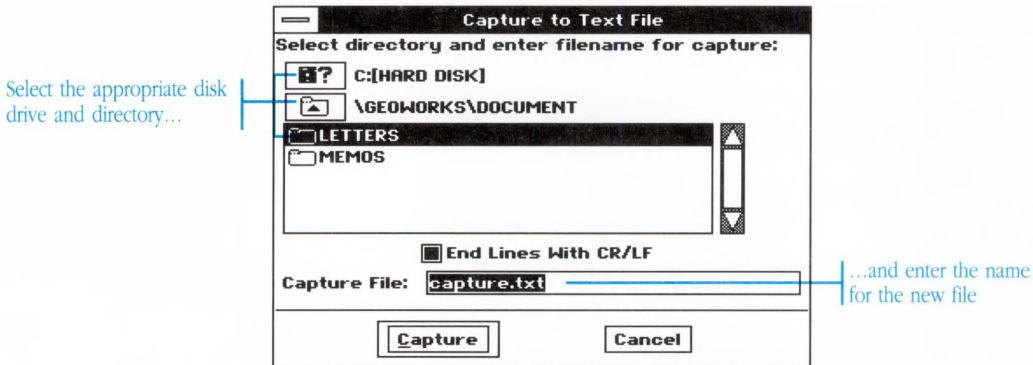 Capture to Text File
Select directory and enter filename for capture:
? C:[HARD DISK]
Select the appropriate disk
drive and directory...
\GEOWORKS\DOCUMENT
LETTERS
MEMOS
End Lines With CR/LF
Capture File: capture.txt
...and enter the name
for the new file
Capture Cancel